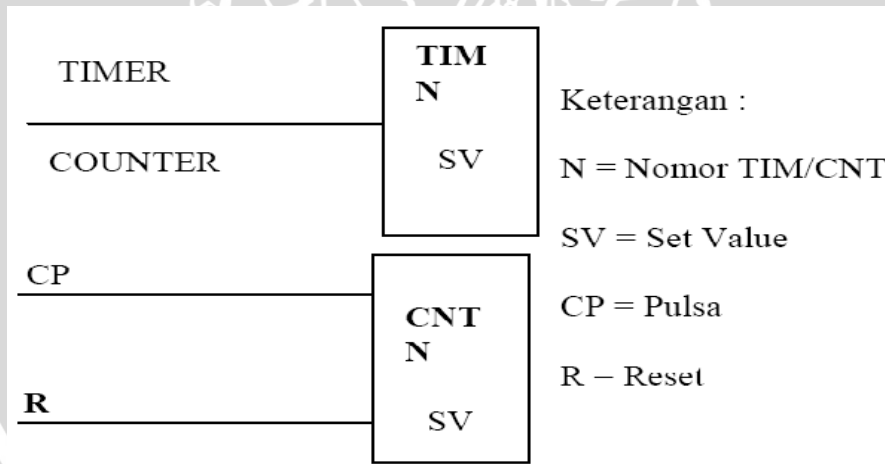 TIMER
TIM
N
SV
COUNTER
CP
CNT
N
R
SV
Keterangan :
N = Nomor TIM/CNT
SV = Set Value
CP = Pulsa
R – Reset